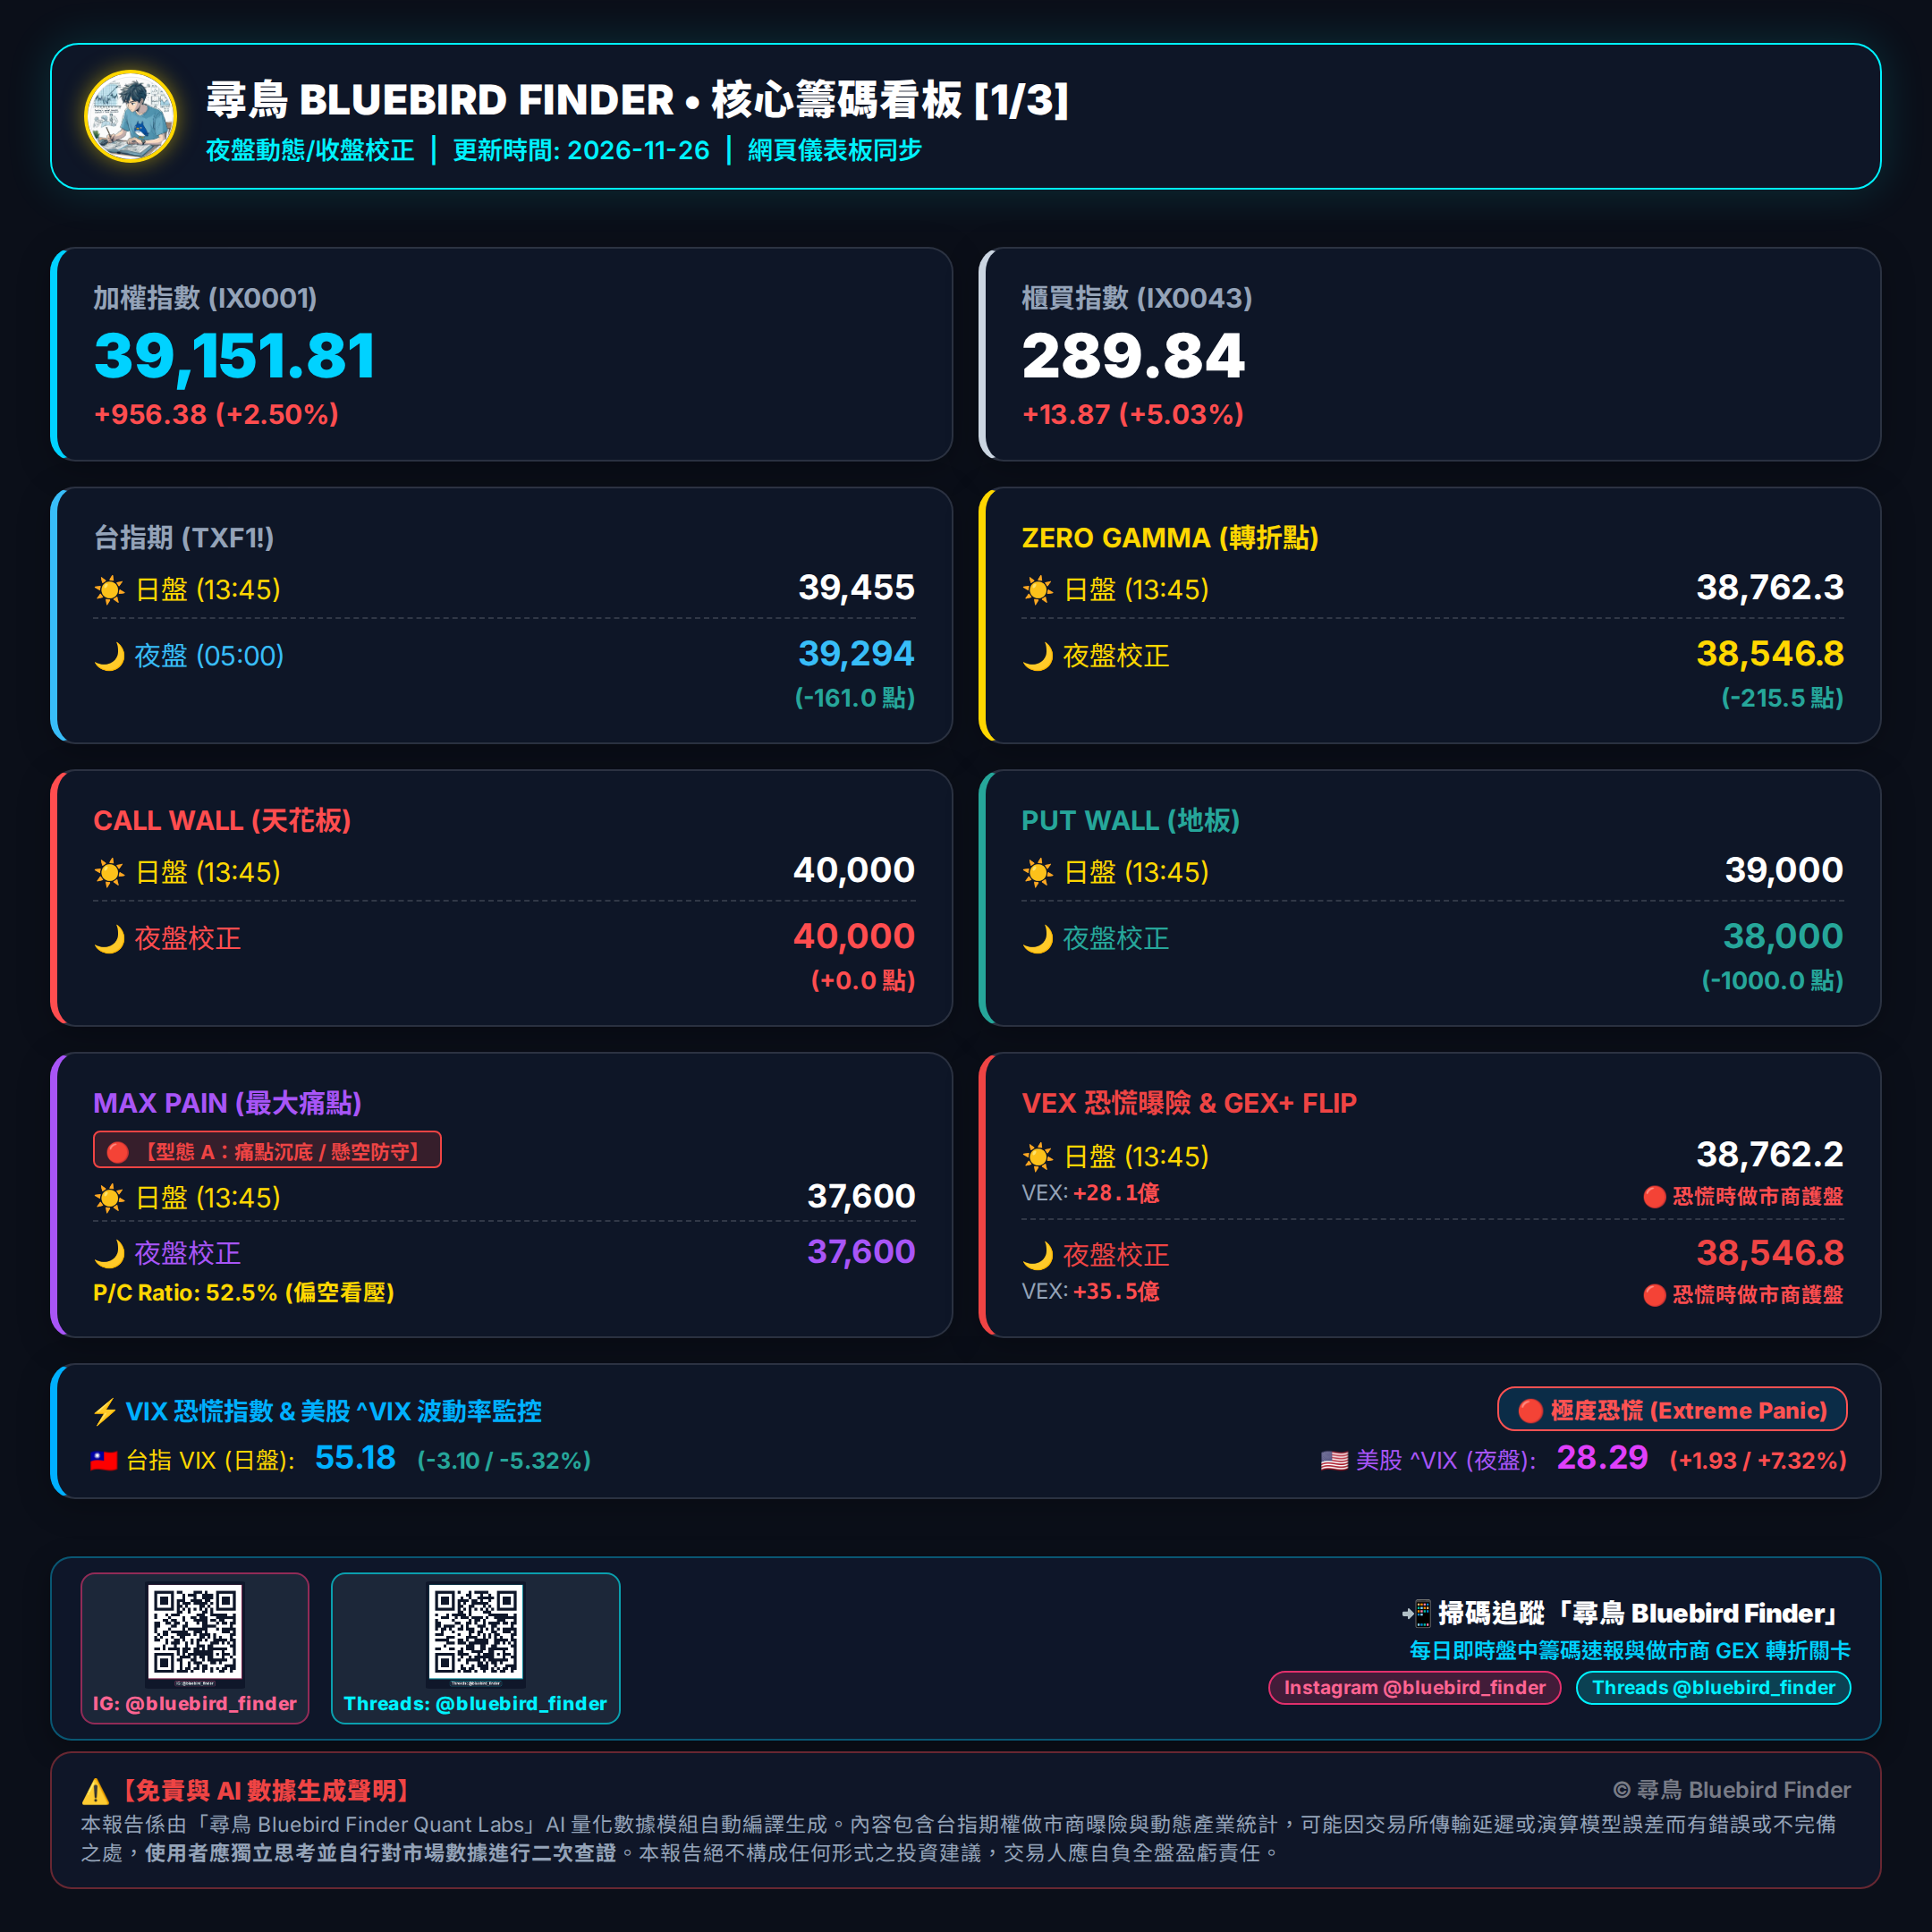 尋鳥 BLUEBIRD FINDER • 核心籌碼看板 [1/3]
夜盤動態/收盤校正 | 更新時間: 2026-11-26 | 網頁儀表板同步
加權指數 (IX0001)
39,151.81
+956.38 (+2.50%)
櫃買指數 (IX0043)
289.84
+13.87 (+5.03%)
台指期 (TXF1!)
☀️ 日盤 (13:45) 39,455
🌙 夜盤 (05:00) 39,294
(-161.0 點)
ZERO GAMMA (轉折點)
☀️ 日盤 (13:45) 38,762.3
🌙 夜盤校正 38,546.8
(-215.5 點)
CALL WALL (天花板)
☀️ 日盤 (13:45) 40,000
🌙 夜盤校正 40,000
(+0.0 點)
PUT WALL (地板)
☀️ 日盤 (13:45) 39,000
🌙 夜盤校正 38,000
(-1000.0 點)
MAX PAIN (最大痛點)
🔴 【型態 A：痛點沉底 / 懸空防守】
☀️ 日盤 (13:45) 37,600
🌙 夜盤校正 37,600
P/C Ratio: 52.5% (偏空看壓)
VEX 恐慌曝險 & GEX+ FLIP
☀️ 日盤 (13:45) 38,762.2
VEX: +28.1億 🔴 恐慌時做市商護盤
🌙 夜盤校正 38,546.8
VEX: +35.5億 🔴 恐慌時做市商護盤
⚡ VIX 恐慌指數 & 美股 ^VIX 波動率監控 🔴 極度恐慌 (Extreme Panic)
🇹🇼 台指 VIX (日盤): 55.18 (-3.10 / -5.32%) 🇺🇸 美股 ^VIX (夜盤): 28.29 (+1.93 / +7.32%)
IG: @bluebird_finder
IG: @bluebird_finder
Threads: @bluebird_finder
Threads: @bluebird_finder
📲 掃碼追蹤「尋鳥 Bluebird Finder」
每日即時盤中籌碼速報與做市商 GEX 轉折關卡
Instagram @bluebird_finder Threads @bluebird_finder
⚠️【免責與 AI 數據生成聲明】 © 尋鳥 Bluebird Finder
本報告係由「尋鳥 Bluebird Finder Quant Labs」AI 量化數據模組自動編譯生成。內容包含台指期權做市商曝險與動態產業統計，可能因交易所傳輸延遲或演算模型誤差而有錯誤或不完備
之處，使用者應獨立思考並自行對市場數據進行二次查證。本報告絕不構成任何形式之投資建議，交易人應自負全盤盈虧責任。